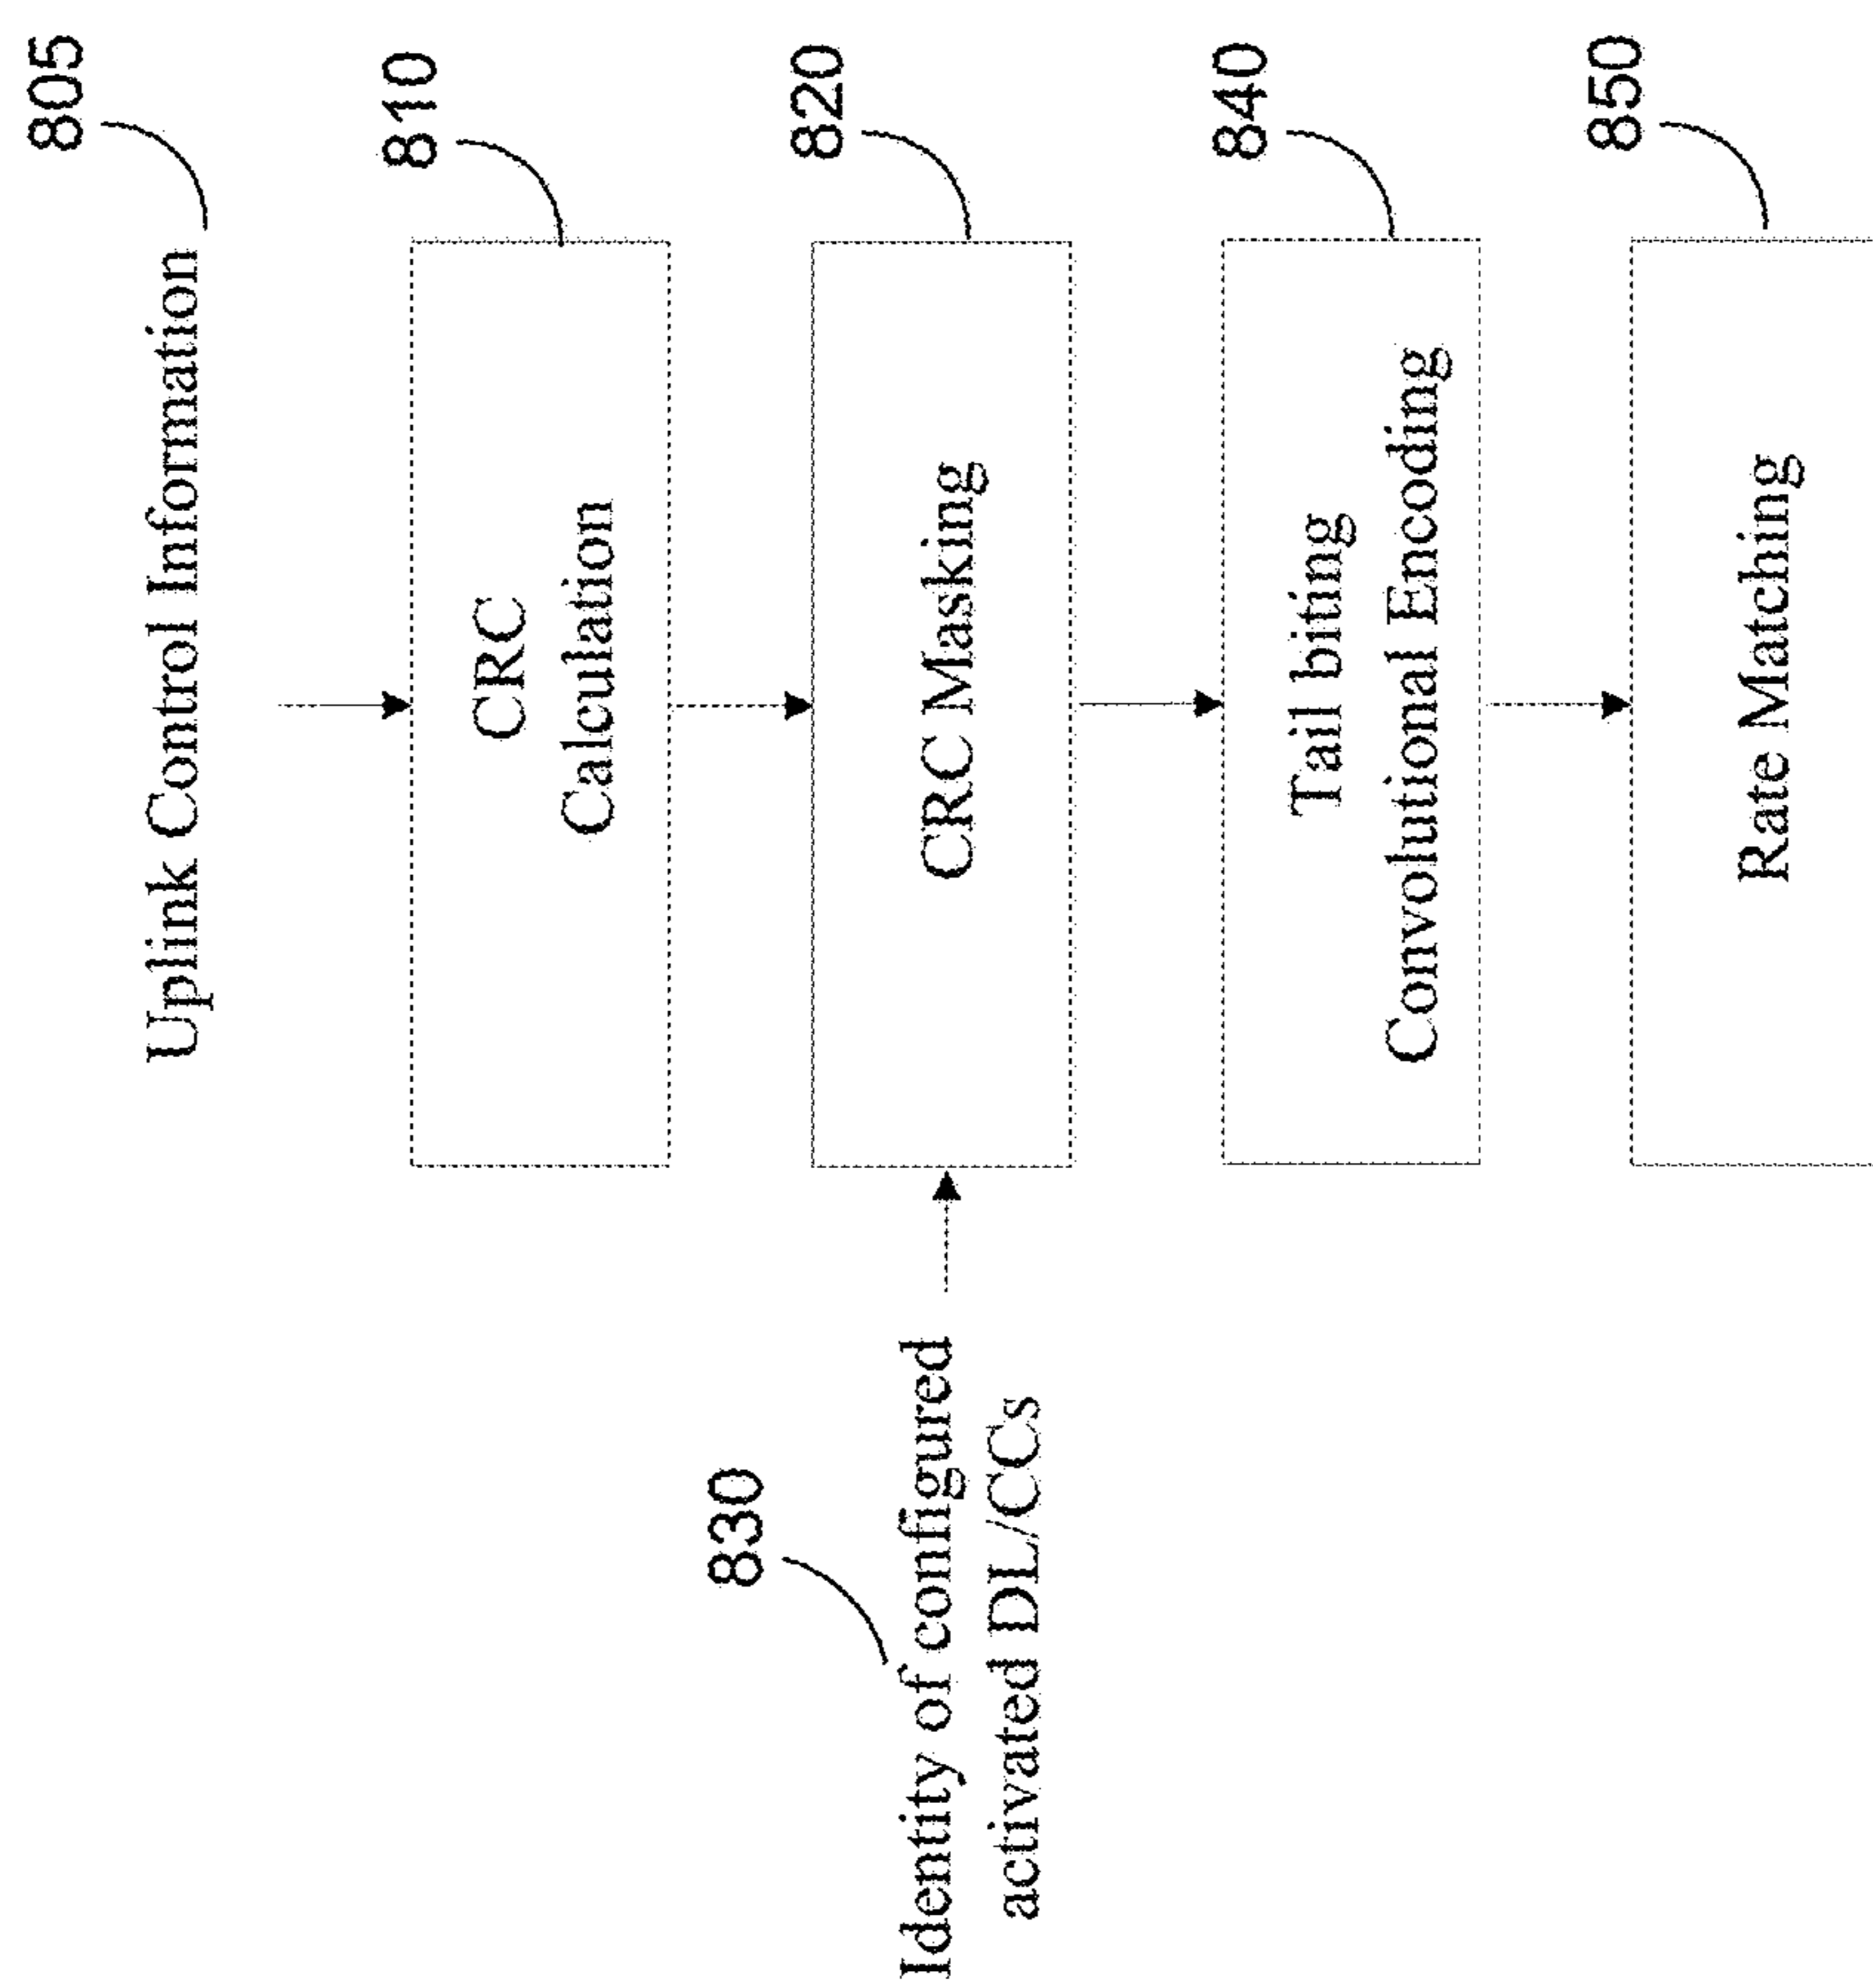 805
Uplink Control Information
810
CRC
Calculation
820
CRC Masking
830
Identity of configured
activated DL/CCs
840
Tail biting
Convolutional Encoding
850
Rate Matching